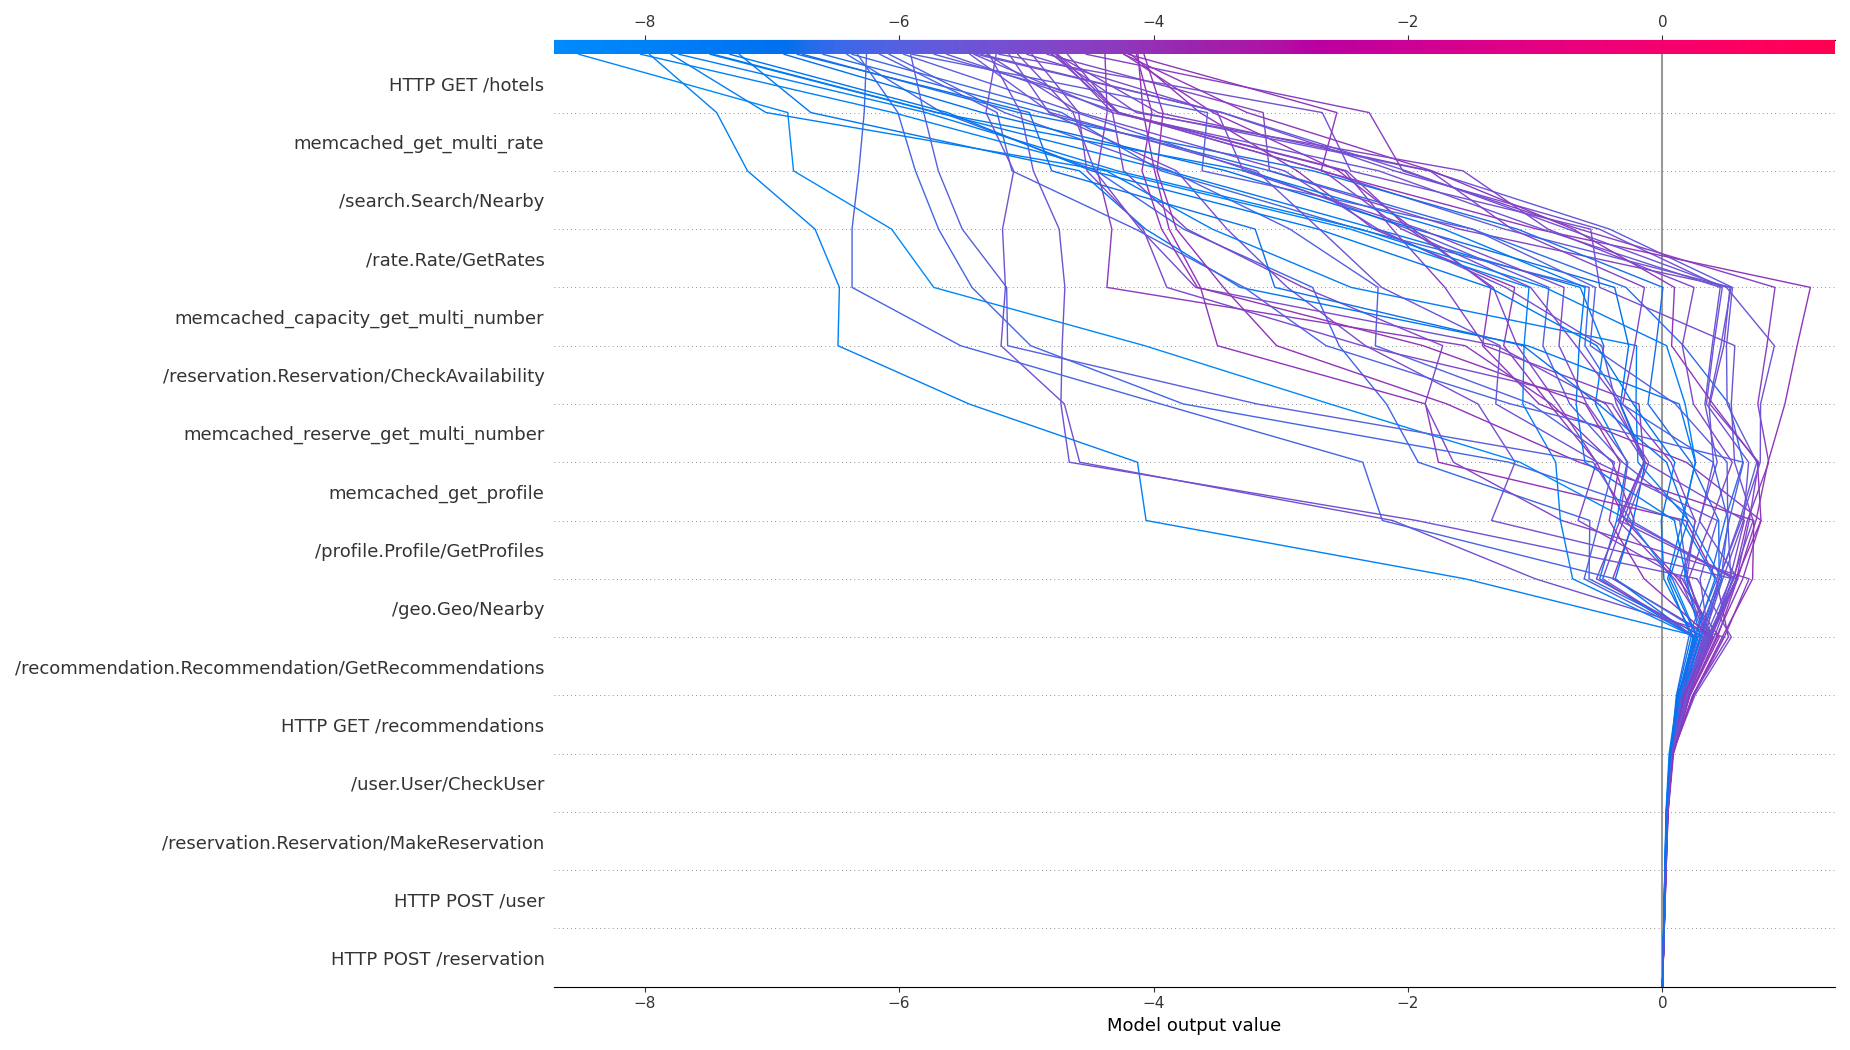 −8 −6 −4 −2 0
HTTP GET /hotels
memcached_get_multi_rate
/search.Search/Nearby
/rate.Rate/GetRates
memcached_capacity_get_multi_number
/reservation.Reservation/CheckAvailability
memcached_reserve_get_multi_number
memcached_get_profile
/profile.Profile/GetProfiles
/geo.Geo/Nearby
/recommendation.Recommendation/GetRecommendations
HTTP GET /recommendations
/user.User/CheckUser
/reservation.Reservation/MakeReservation
HTTP POST /user
HTTP POST /reservation
−8 −6 −4 −2 0
Model output value